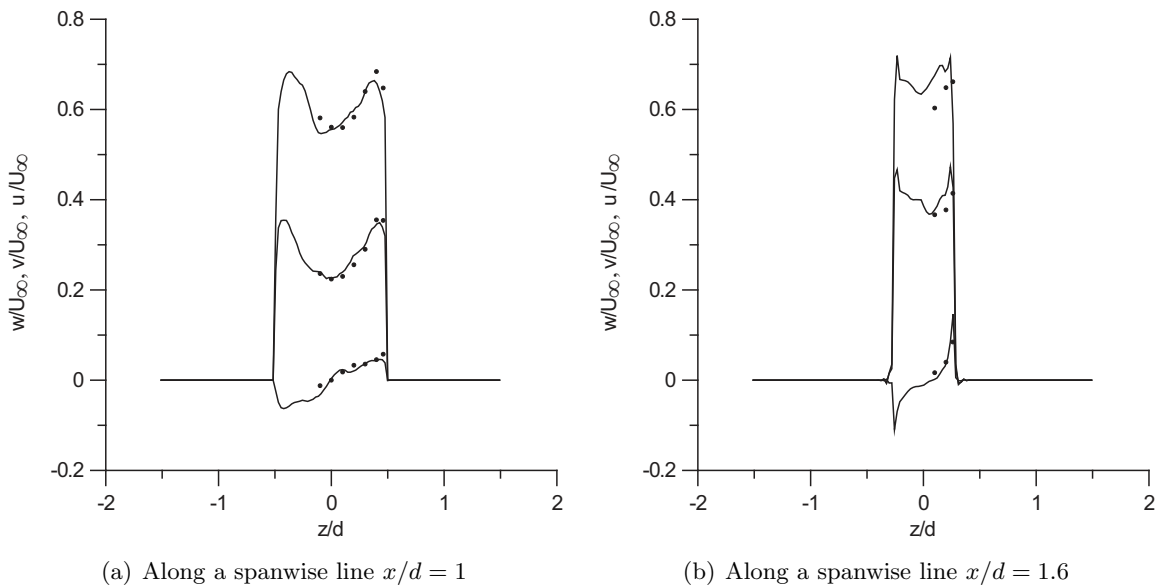 0.8
0.6
0.4
0.2
0
-0.2
w/U∞, v/U∞, u/U∞
-2 -1 0 1 2
z/d
(a) Along a spanwise line x/d = 1
0.8
0.6
0.4
0.2
0
-0.2
w/U∞, v/U∞, u/U∞
-2 -1 0 1 2
z/d
(b) Along a spanwise line x/d = 1.6